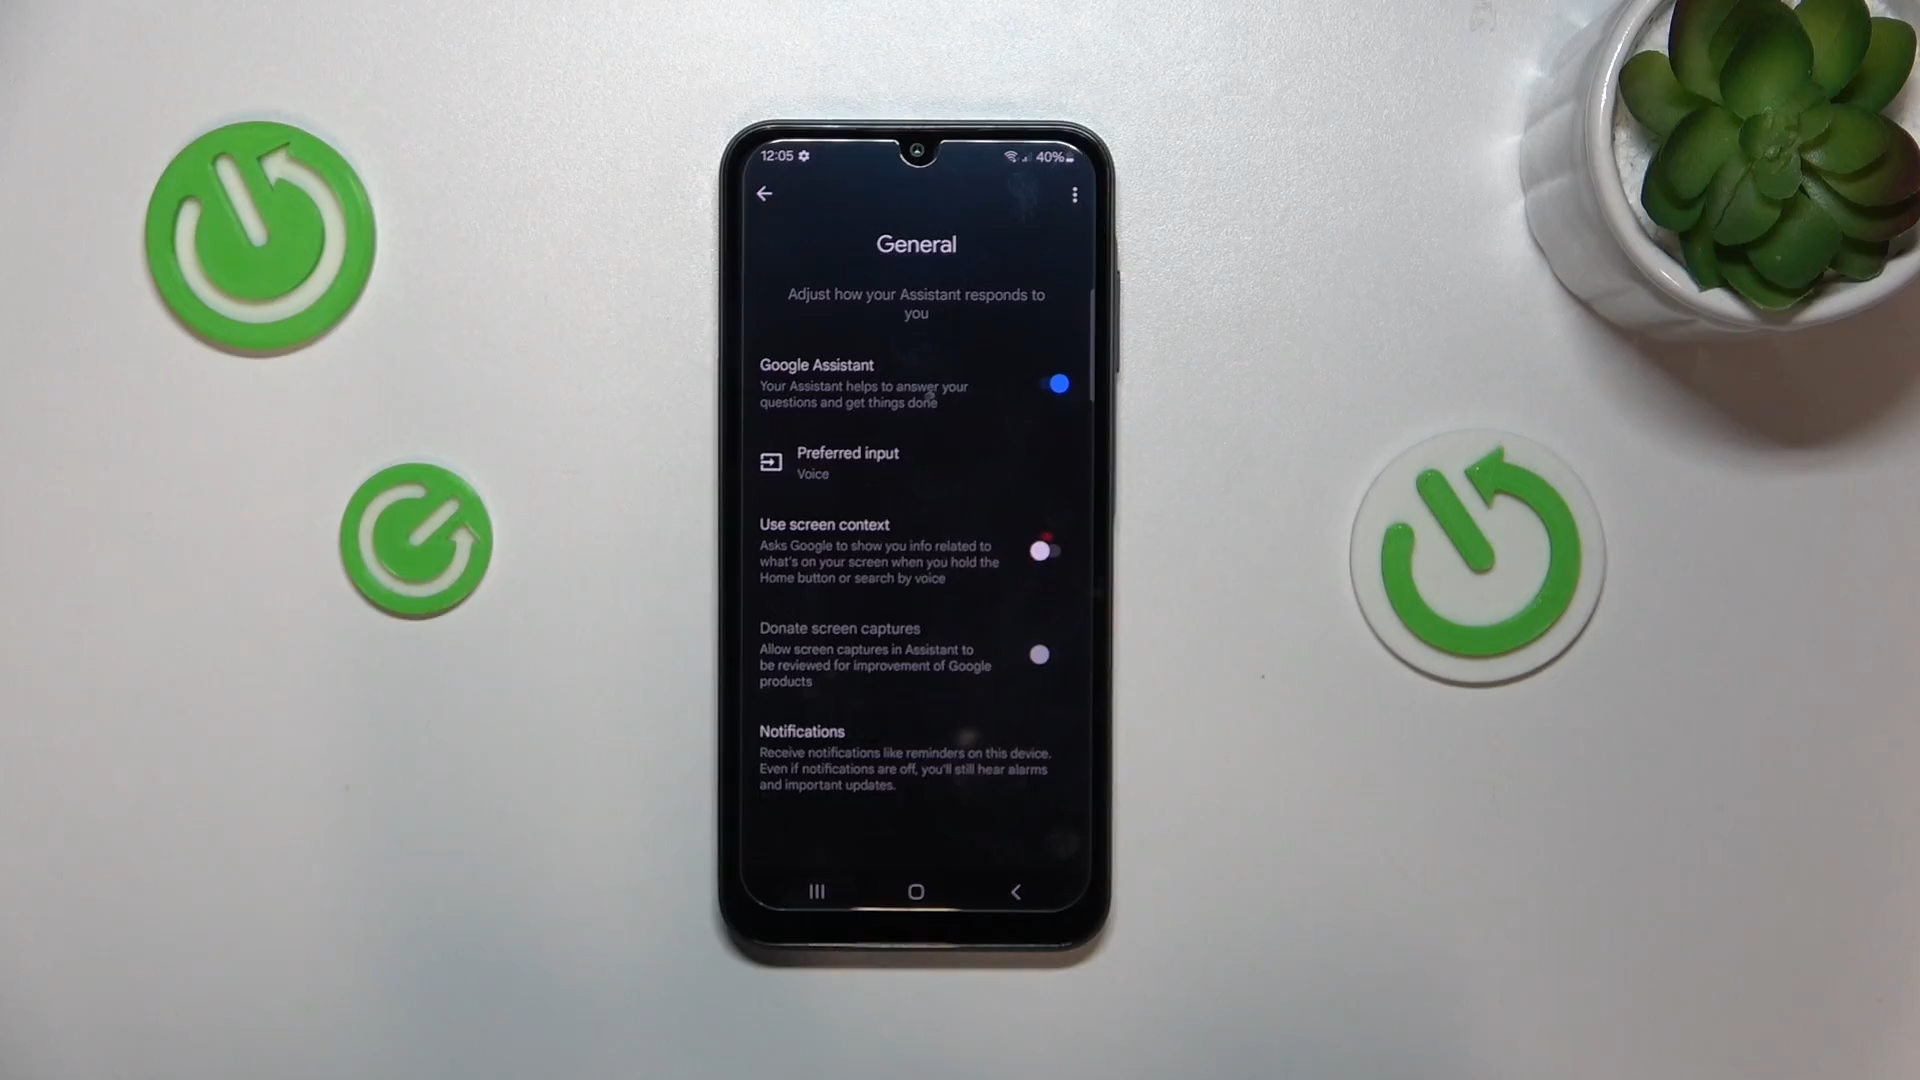 12:05
40%
General
Adjust how your Assistant responds to
you
Google Assistant
Your Assistant helps to answer your
questions and get things done
Preferred input
Voice
Use screen context
Asks Google to show you info related to
what's on your screen when you hold the
Home button or search by voice
Donate screen captures
Allow screen captures in Assistant to
be reviewed for improvement of Google
products
Notifications
Receive notifications like reminders on this device.
Even if notifications are off, you'll still hear alarms
and important updates.